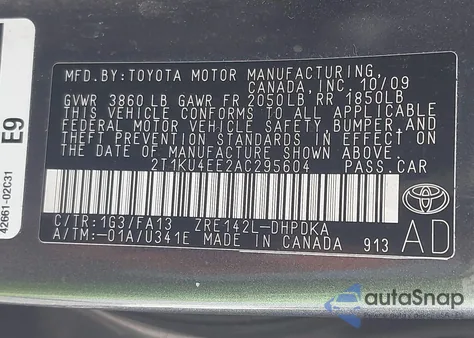 MFD.BY:TOYOTA MOTOR MANUFACTURING,
CANADA,INC.10/09
GVWR 3860LB GAWR FR 2050LB RR 1850LB
THIS VEHICLE CONFORMS TO ALL APPLICABLE
FEDERAL MOTOR VEHICLE SAFETY,BUMPER,AND
THEFT PREVENTION STANDARDS IN EFFECT ON
THE DATE OF MANUFACTURE SHOWN ABOVE.
2T1KU4EE2AC295604 PASS.CAR
C/TR:1G3/FA13 ZRE142L-DHPDKA
A/TM:-01A/U341E MADE IN CANADA 913
AD
E9
42661-02C31
autoSnap